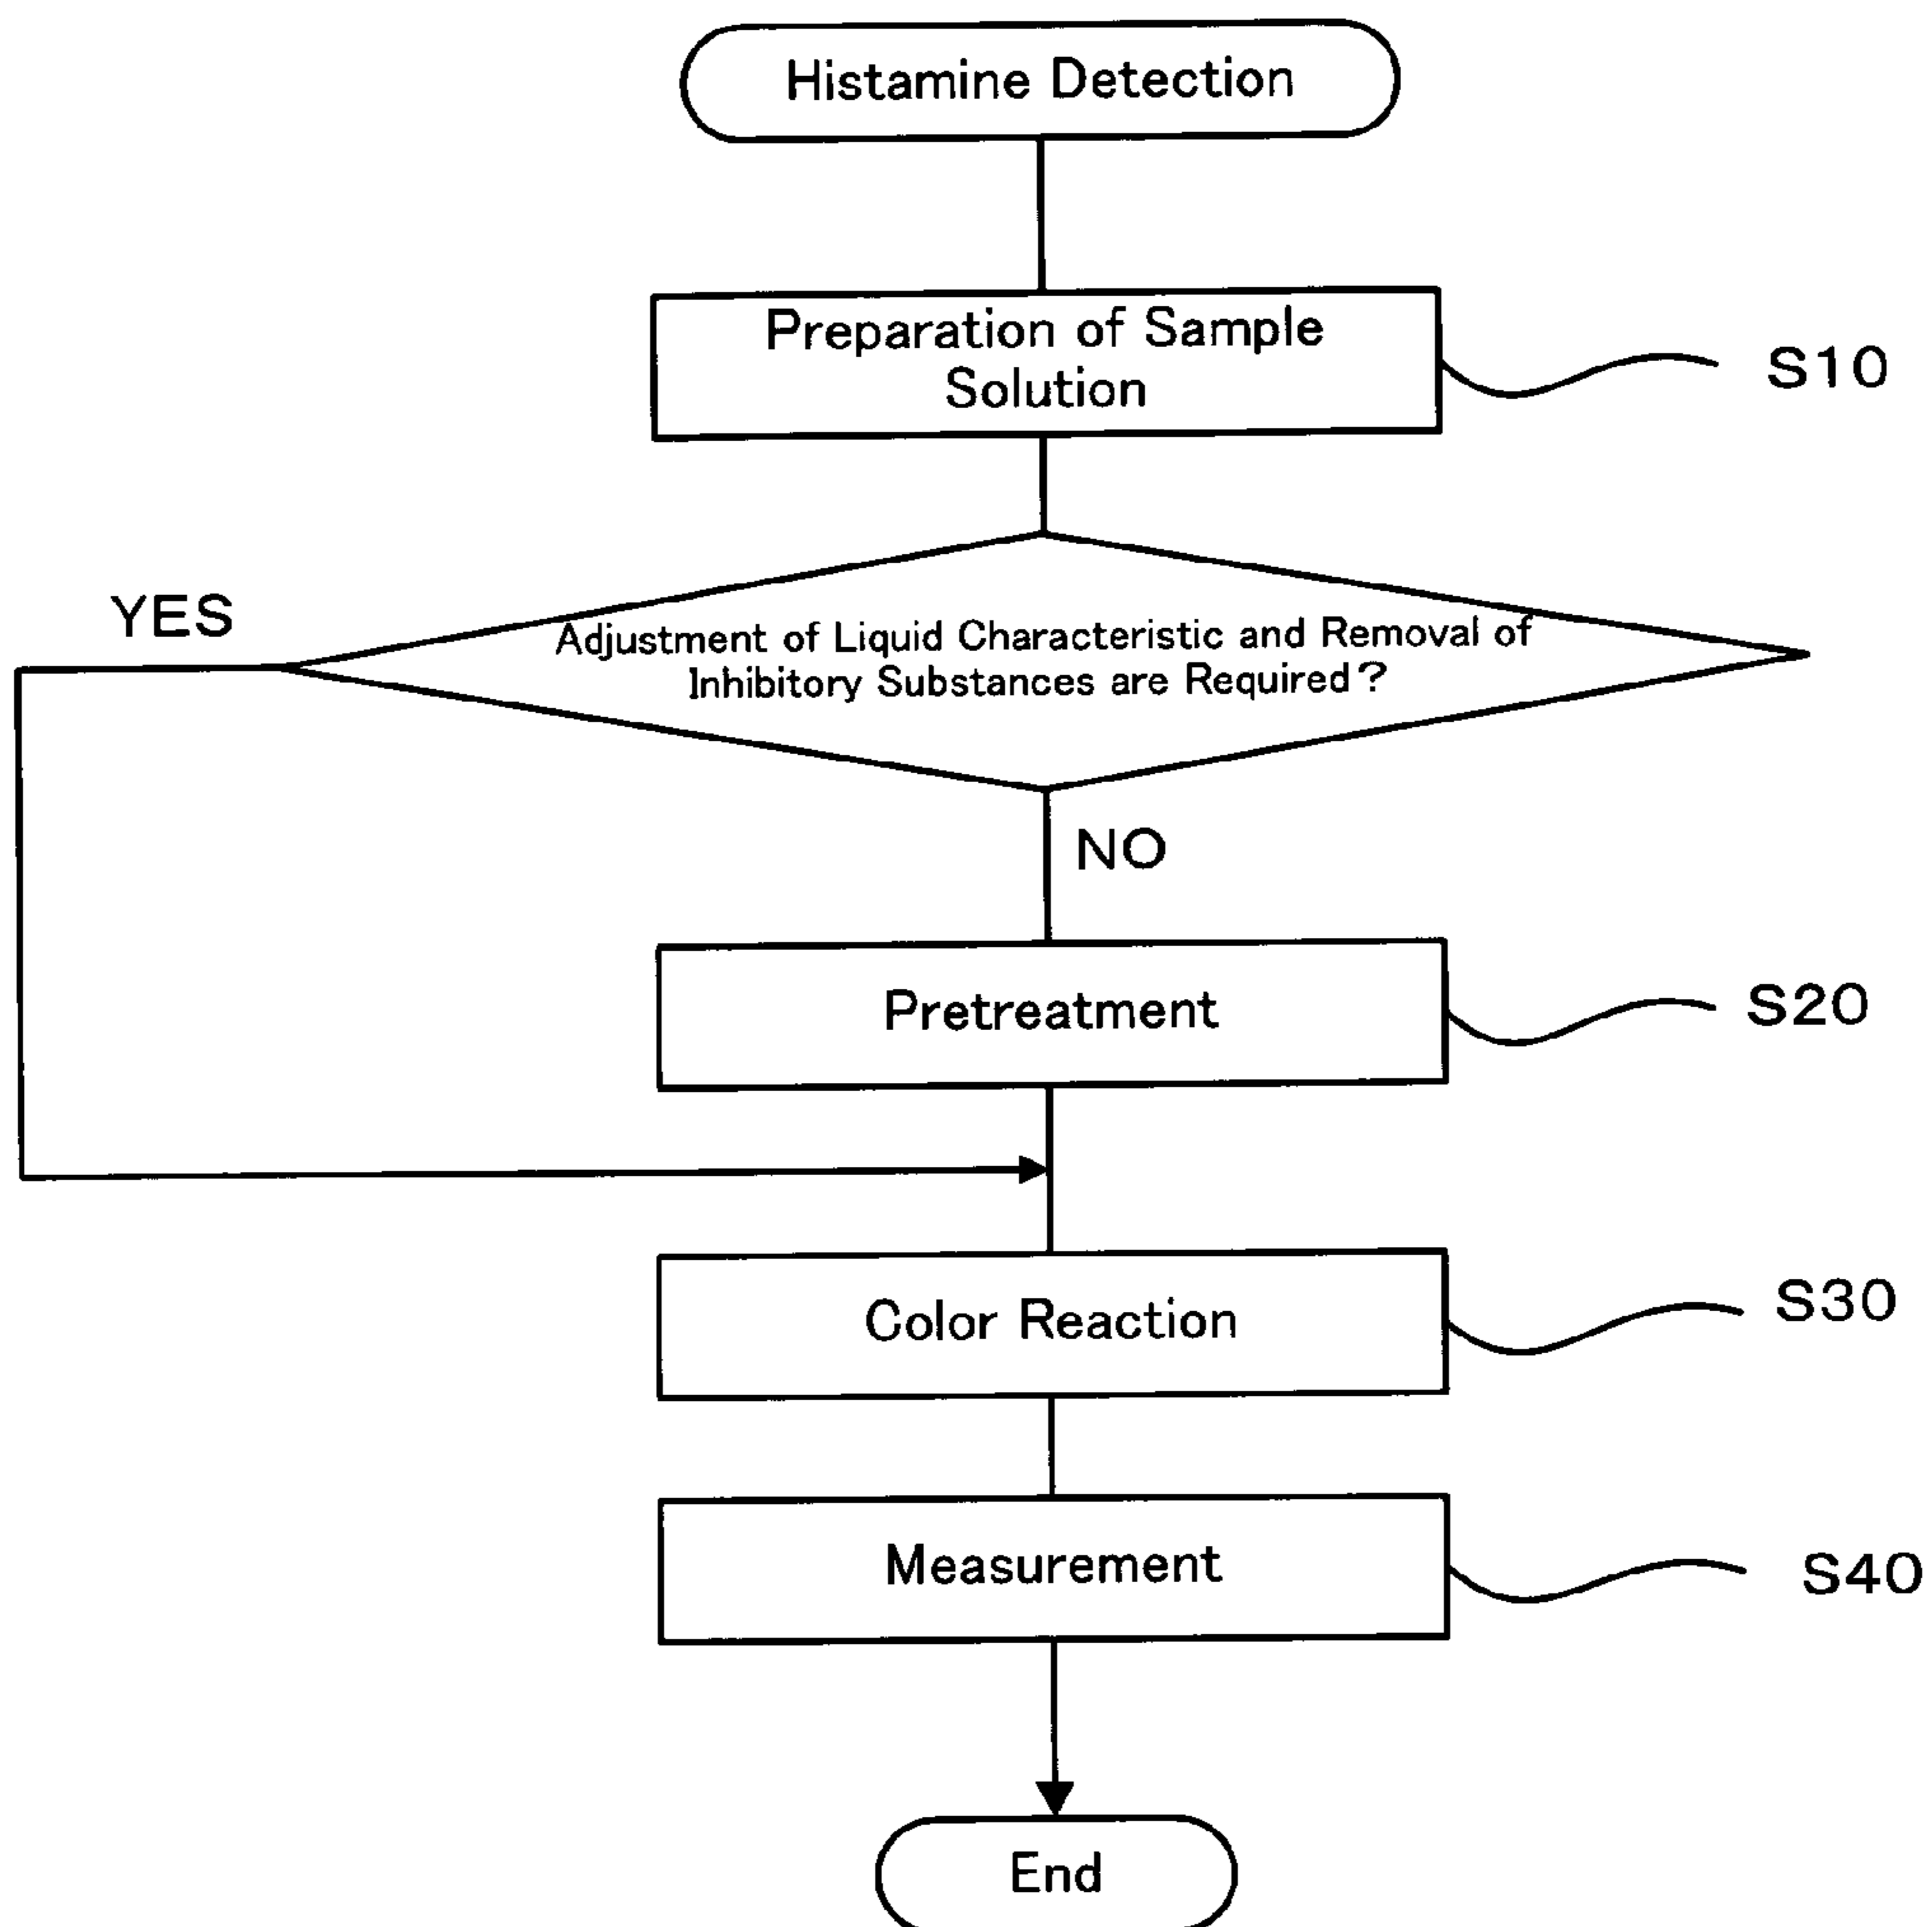 Histamine Detection
Preparation of Sample
Solution
S10
YES
Adjustment of Liquid Characteristic and Removal of
Inhibitory Substances are Required?
NO
Pretreatment
S20
Color Reaction
S30
Measurement
S40
End